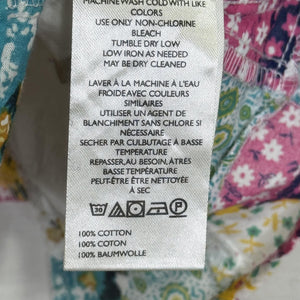 MACHINE WASH COLD WITH LIKE
COLORS
USE ONLY NON-CHLORINE
BLEACH
TUMBLE DRY LOW
LOW IRON AS NEEDED
MAY BE DRY CLEANED
LAVER À LA MACHINE À L'EAU
FROIDE AVEC COULEURS
SIMILAIRES
UTILISER UN AGENT DE
BLANCHIMENT SANS CHLORE SI
NÉCESSAIRE
SECHER PAR CULBUTAGE À BASSE
TEMPERATURE
REPASSER, AU BESOIN, À TRÈS
BASSE TEMPÉRATURE
PEUT-ÊTRE ÊTRE NETTOYÉE
À SEC
30
P
100% COTTON
100% COTON
100% BAUMWOLLE